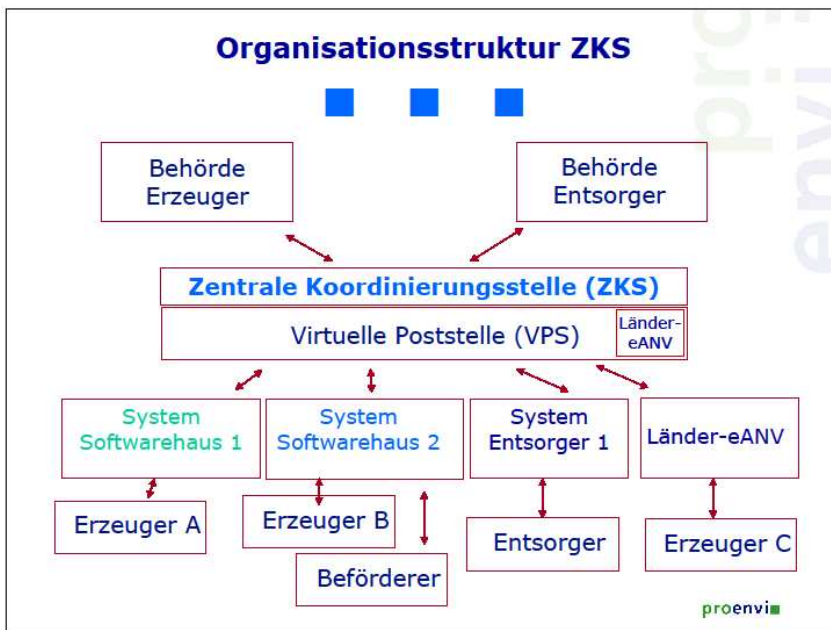 Organisationsstruktur ZKS
Behörde
Erzeuger
Behörde
Entsorger
Zentrale Koordinierungsstelle (ZKS)
Virtuelle Poststelle (VPS)
Länder-
eANV
System
Softwarehaus 1
System
Softwarehaus 2
System
Entsorger 1
Länder-eANV
Erzeuger A
Erzeuger B
Beförderer
Entsorger
Erzeuger C
proenvi